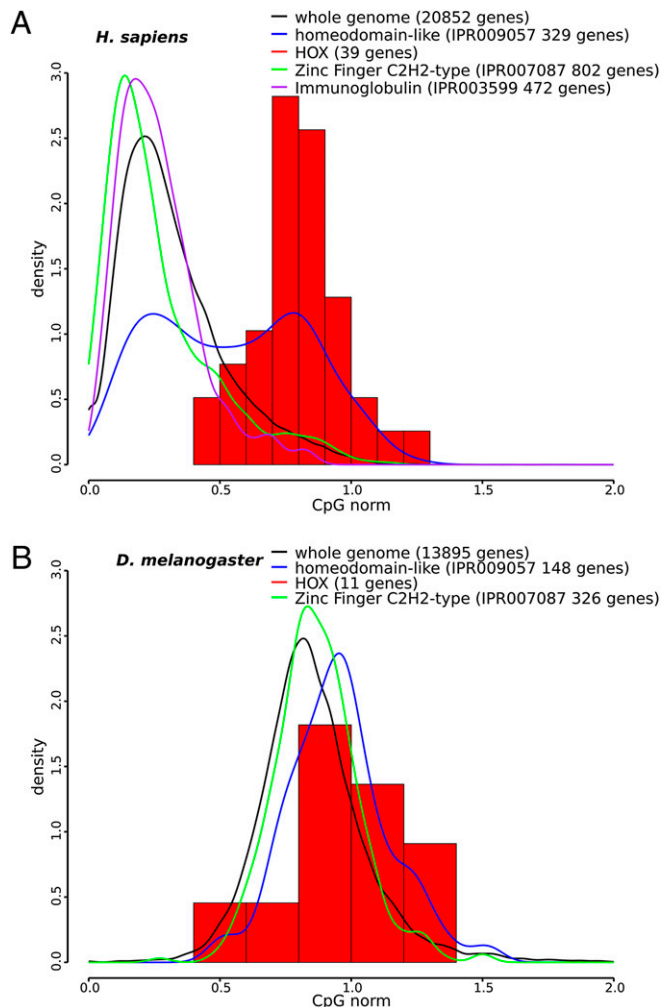 A
H. sapiens
whole genome (20852 genes)
homeodomain-like (IPR009057 329 genes)
HOX (39 genes)
Zinc Finger C2H2-type (IPR007087 802 genes)
Immunoglobulin (IPR003599 472 genes)
3.0
2.5
2.0
1.5
1.0
0.5
0.0
density
0.0 0.5 1.0 1.5 2.0
CpG norm
B
D. melanogaster
whole genome (13895 genes)
homeodomain-like (IPR009057 148 genes)
HOX (11 genes)
Zinc Finger C2H2-type (IPR007087 326 genes)
3.0
2.5
2.0
1.5
1.0
0.5
0.0
density
0.0 0.5 1.0 1.5 2.0
CpG norm